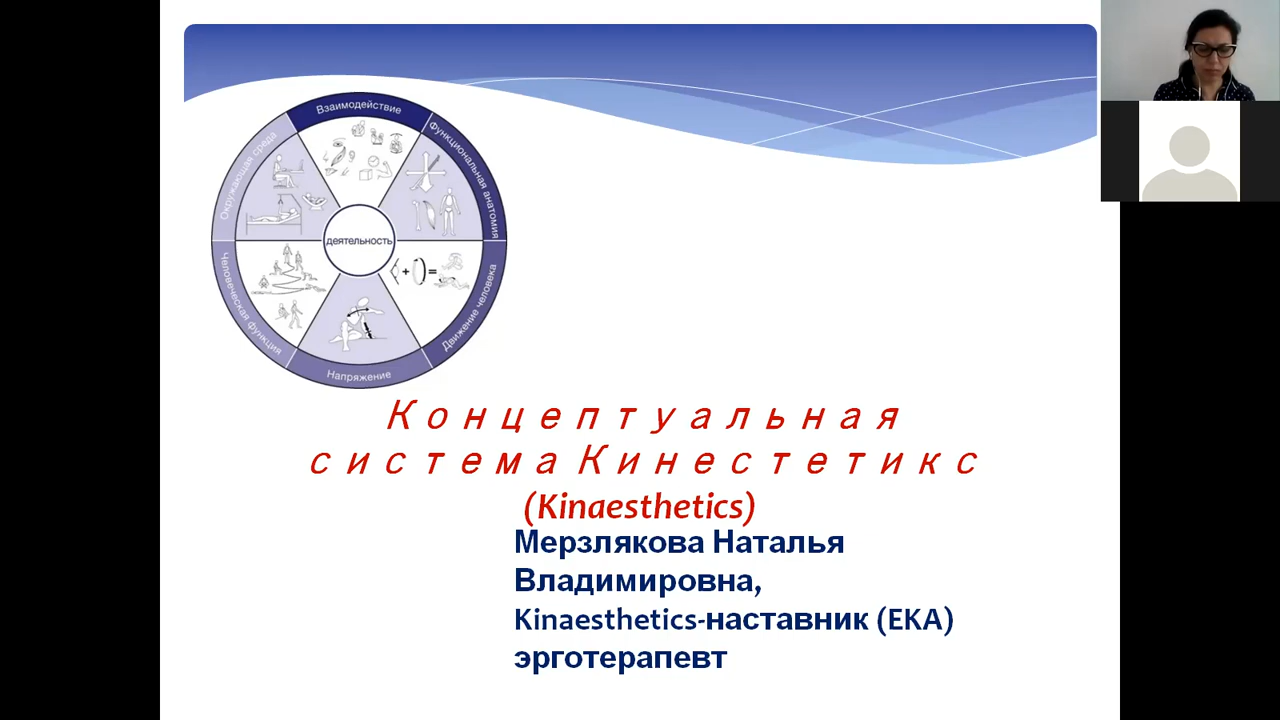 Взаимодействие
Функциональная анатомия
Окружающая среда
деятельность
Человеческая функция
Движение человека
Напряжение
Концептуальная
система Кинестетикс
(Kinaesthetics)
Мерзлякова Наталья
Владимировна,
Kinaesthetics-наставник (EKA)
эрготерапевт